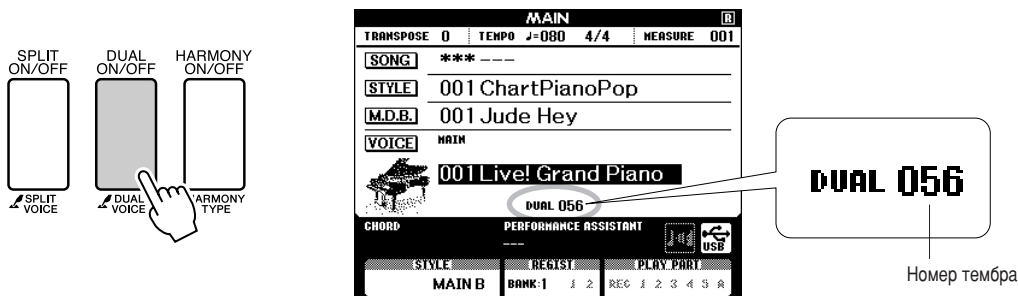 SPLIT ON/OFF
DUAL ON/OFF
HARMONY ON/OFF
SPLIT VOICE
DUAL VOICE
ARMONY TYPE
MAIN R
TRANSPOSE 0 TEMPO ♩=080 4/4 MEASURE 001
SONG ***---
STYLE 001 ChartPianoPop
M.D.B. 001 Jude Hey
VOICE MAIN
001 Live! Grand Piano
DUAL 056
CHORD PERFORMANCE ASSISTANT
---
USB
STYLE REGIST PLAY PART
MAIN B BANK:1 1 2 REC 1 2 3 4 5 A
DUAL 056
Номер тембра